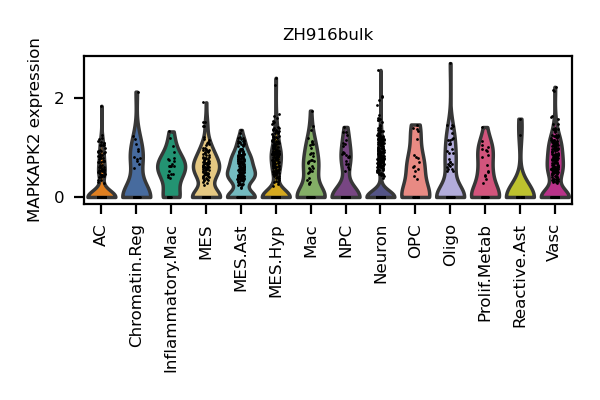 ZH916bulk
MAPKAPK2 expression
2
0
AC
Chromatin.Reg
Inflammatory.Mac
MES
MES.Ast
MES.Hyp
Mac
NPC
Neuron
OPC
Oligo
Prolif.Metab
Reactive.Ast
Vasc